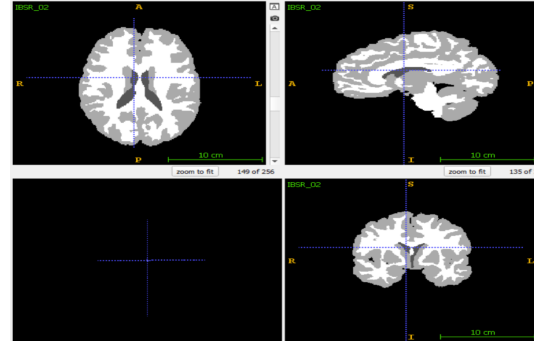 IBSR_02
A
R
L
P
10 cm
zoom to fit
149 of 256
IBSR_02
S
A
P
I
10 cm
zoom to fit
135 of
IBSR_02
S
R
L
I
10 cm